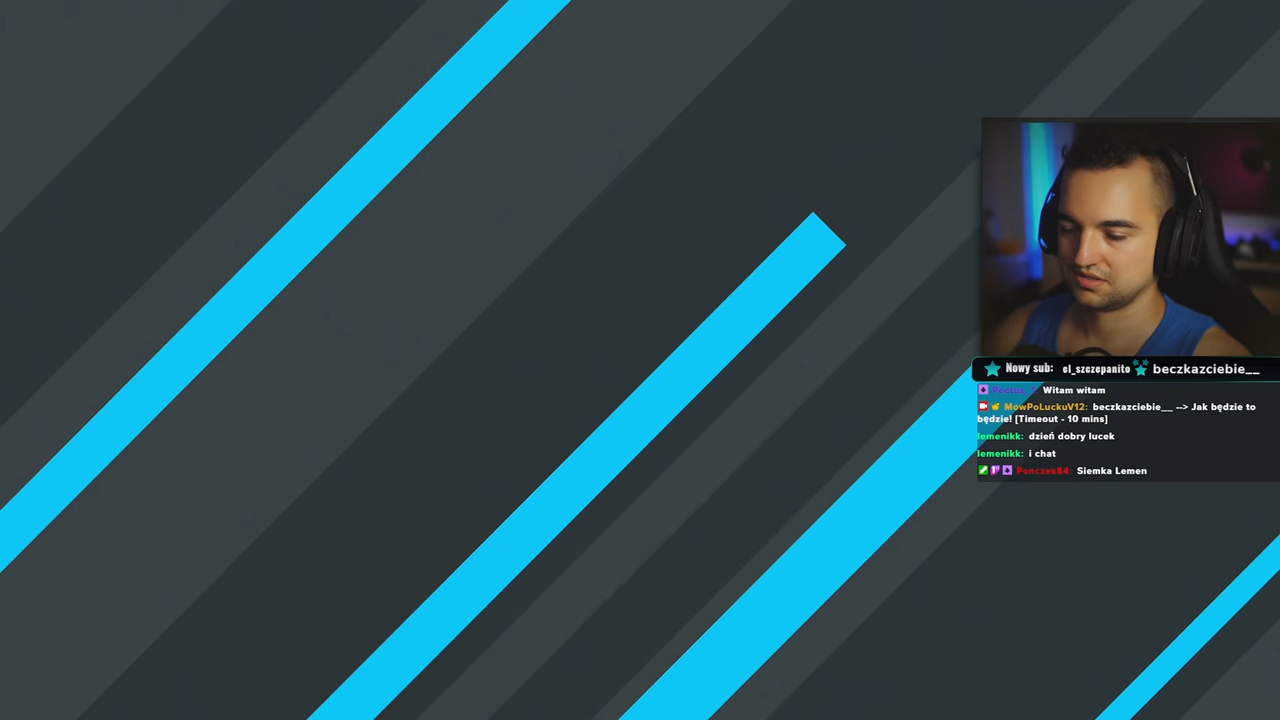 Nowy sub: el_szczepanito beczkazciebie__
Witam witam
MowPoLuckuV12: beczkazciebie__ --> Jak będzie to
będzie! [Timeout - 10 mins]
lemenikk: dzień dobry lucek
lemenikk: i chat
Ponczek84: Siemka Lemen